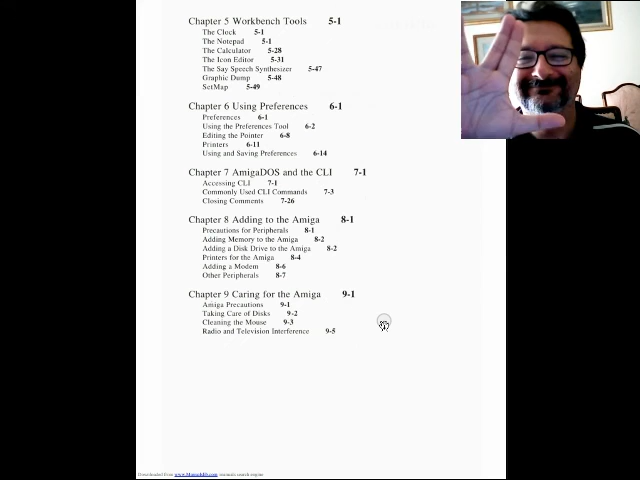 Chapter 5 Workbench Tools 5-1
The Clock 5-1
The Notepad 5-1
The Calculator 5-28
The Icon Editor 5-31
The Say Speech Synthesizer 5-47
Graphic Dump 5-48
SetMap 5-49
Chapter 6 Using Preferences 6-1
Preferences 6-1
Using the Preferences Tool 6-2
Editing the Pointer 6-8
Printers 6-11
Using and Saving Preferences 6-14
Chapter 7 AmigaDOS and the CLI 7-1
Accessing CLI 7-1
Commonly Used CLI Commands 7-3
Closing Comments 7-26
Chapter 8 Adding to the Amiga 8-1
Precautions for Peripherals 8-1
Adding Memory to the Amiga 8-2
Adding a Disk Drive to the Amiga 8-2
Printers for the Amiga 8-4
Adding a Modem 8-6
Other Peripherals 8-7
Chapter 9 Caring for the Amiga 9-1
Amiga Precautions 9-1
Taking Care of Disks 9-2
Cleaning the Mouse 9-3
Radio and Television Interference 9-5
Downloaded from www.Manualslib.com manuals search engine